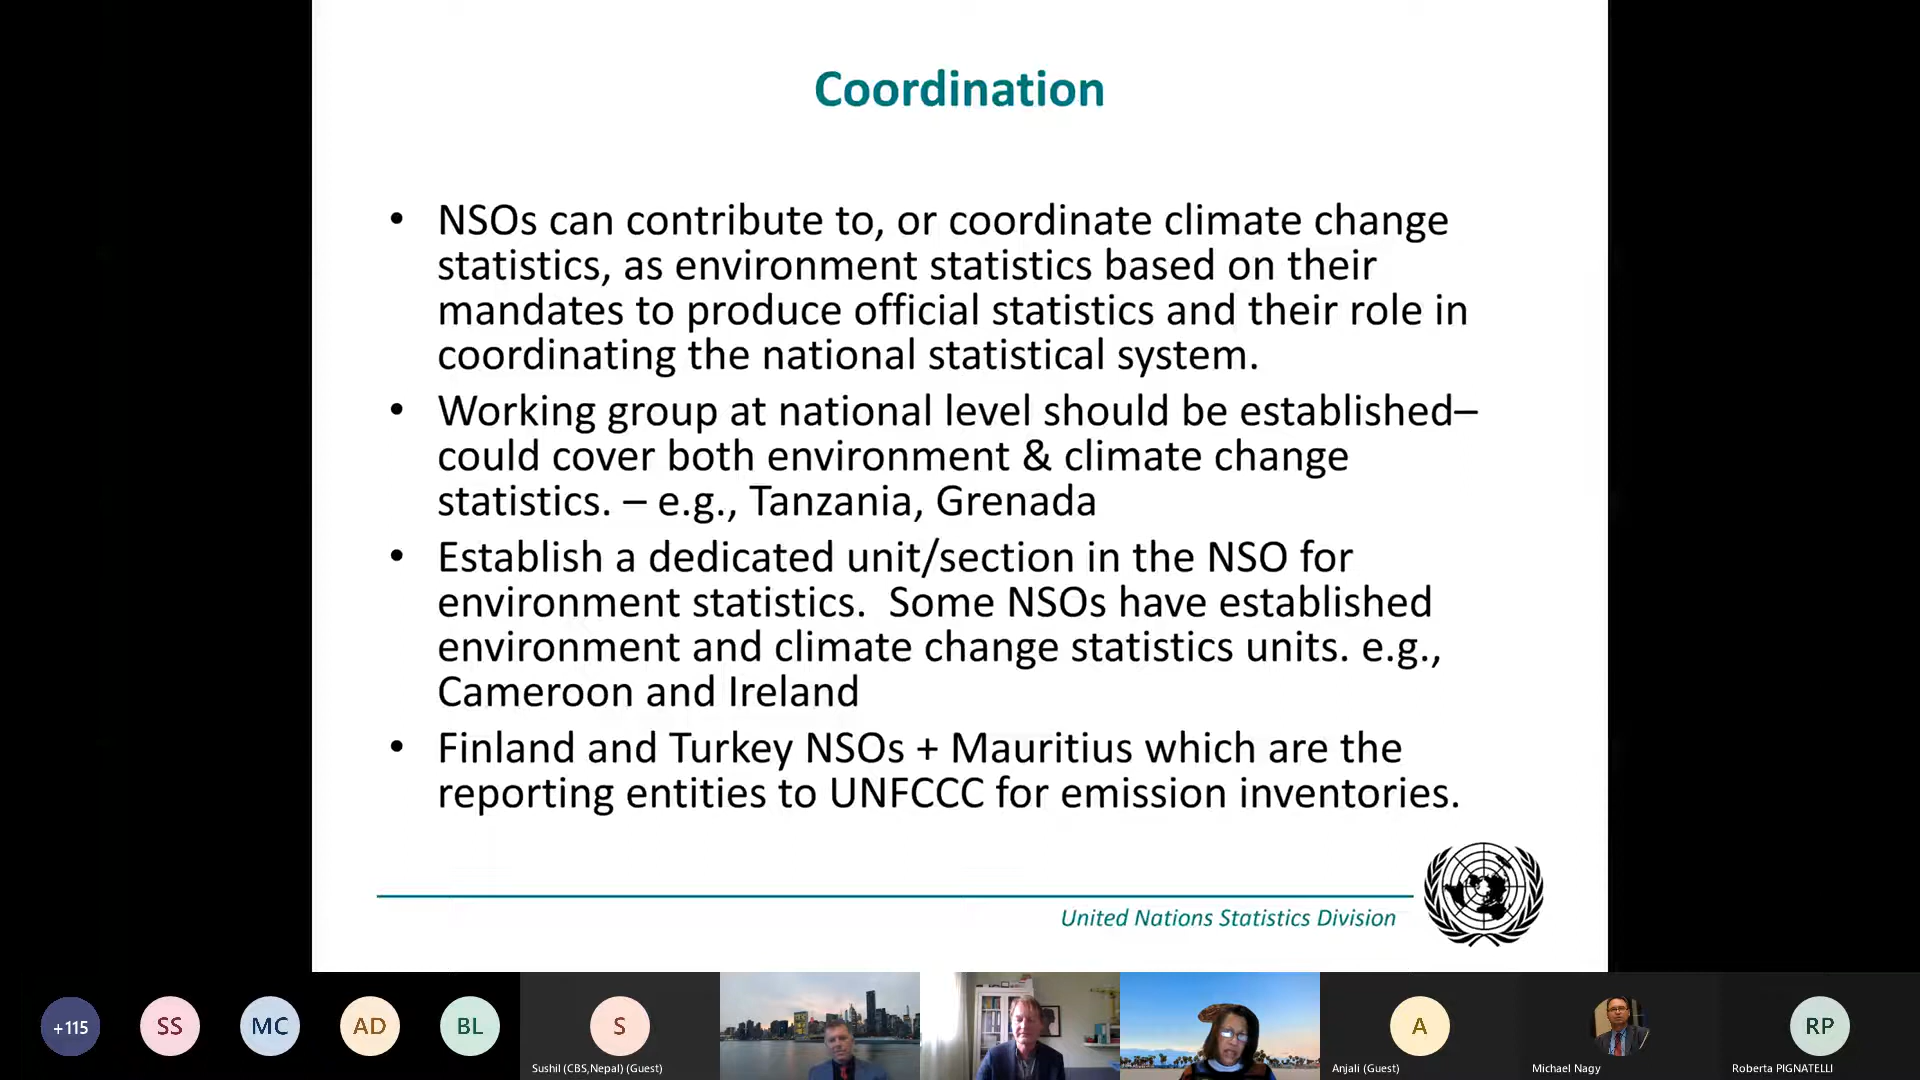 Coordination
• NSOs can contribute to, or coordinate climate change
statistics, as environment statistics based on their
mandates to produce official statistics and their role in
coordinating the national statistical system.
• Working group at national level should be established–
could cover both environment & climate change
statistics. – e.g., Tanzania, Grenada
• Establish a dedicated unit/section in the NSO for
environment statistics.  Some NSOs have established
environment and climate change statistics units. e.g.,
Cameroon and Ireland
• Finland and Turkey NSOs + Mauritius which are the
reporting entities to UNFCCC for emission inventories.
United Nations Statistics Division
+115
SS
MC
AD
BL
S
Sushil (CBS,Nepal) (Guest)
A
Anjali (Guest)
Michael Nagy
RP
Roberta PIGNATELLI